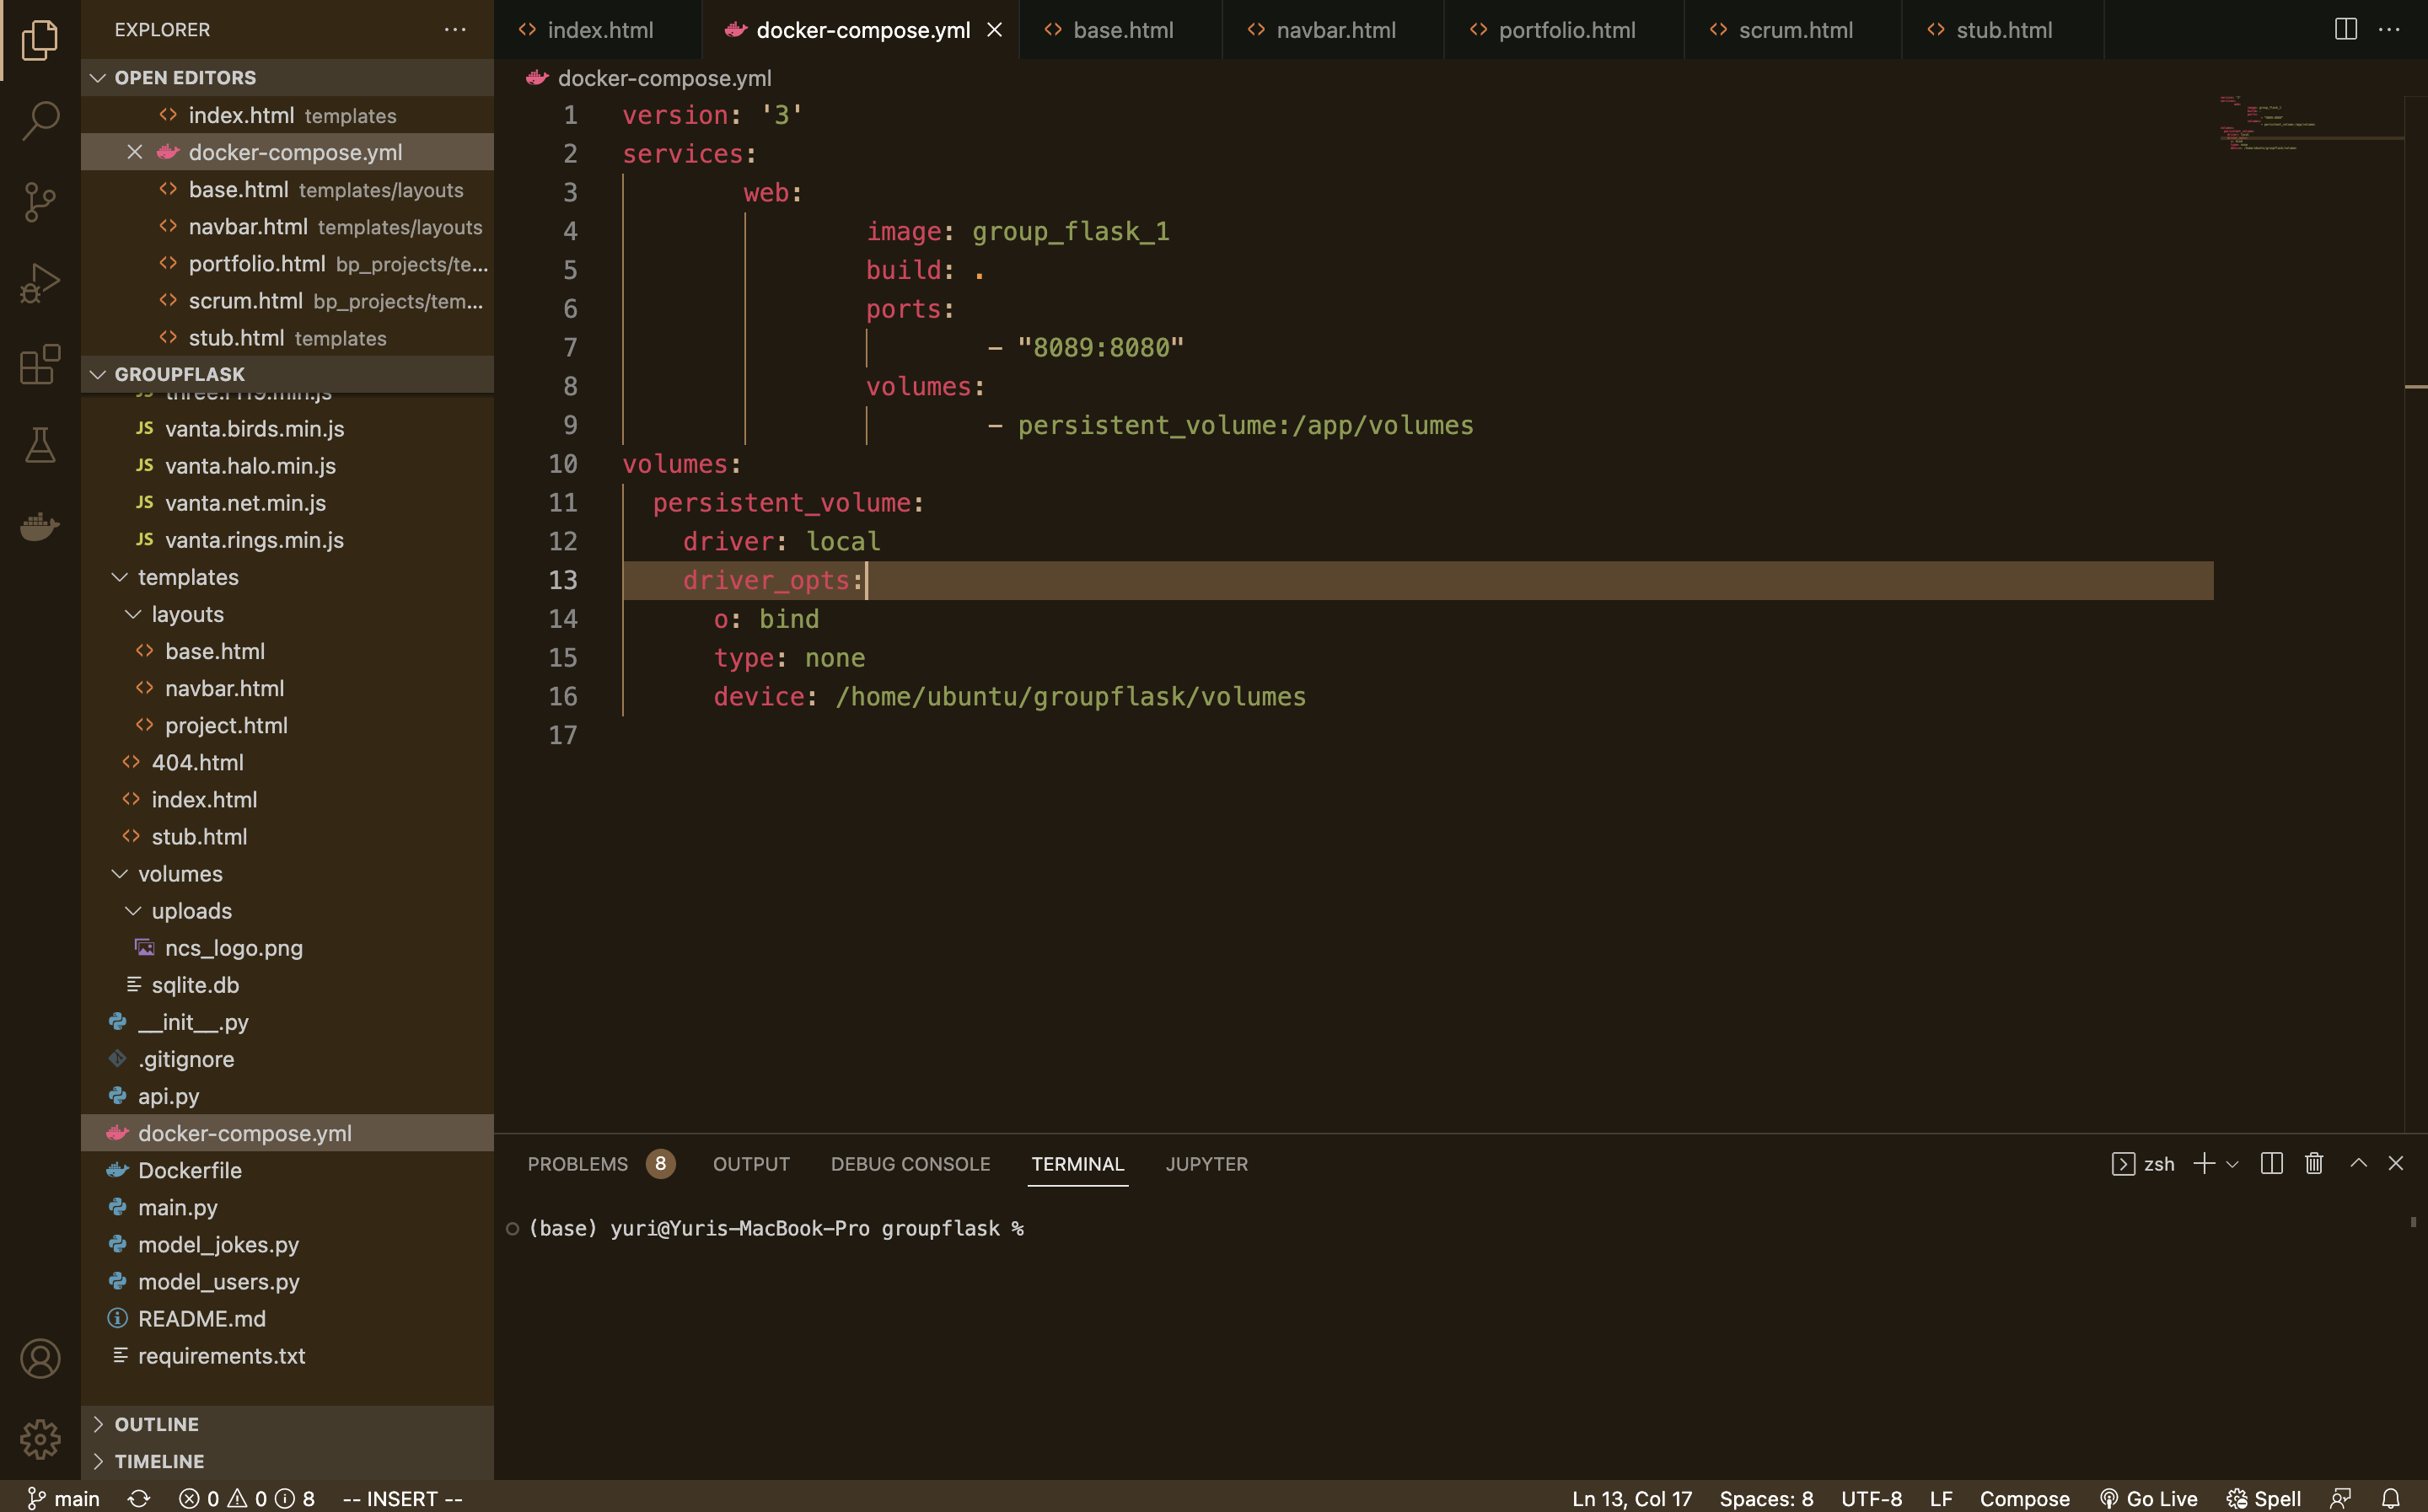 EXPLORER
OPEN EDITORS
index.html templates
docker-compose.yml
base.html templates/layouts
navbar.html templates/layouts
portfolio.html bp_projects/te...
scrum.html bp_projects/tem...
stub.html templates
GROUPFLASK
JS vanta.birds.min.js
JS vanta.halo.min.js
JS vanta.net.min.js
JS vanta.rings.min.js
templates
layouts
base.html
navbar.html
project.html
404.html
index.html
stub.html
volumes
uploads
ncs_logo.png
sqlite.db
__init__.py
.gitignore
api.py
docker-compose.yml
Dockerfile
main.py
model_jokes.py
model_users.py
README.md
requirements.txt
OUTLINE
TIMELINE
index.html docker-compose.yml base.html navbar.html portfolio.html scrum.html stub.html
docker-compose.yml
1 version: '3'
2 services:
3 web:
4 image: group_flask_1
5 build: .
6 ports:
7 - "8089:8080"
8 volumes:
9 - persistent_volume:/app/volumes
10 volumes:
11 persistent_volume:
12 driver: local
13 driver_opts:
14 o: bind
15 type: none
16 device: /home/ubuntu/groupflask/volumes
17
PROBLEMS 8 OUTPUT DEBUG CONSOLE TERMINAL JUPYTER zsh
(base) yuri@Yuris-MacBook-Pro groupflask %
main 0 0 8 -- INSERT -- Ln 13, Col 17 Spaces: 8 UTF-8 LF Compose Go Live Spell